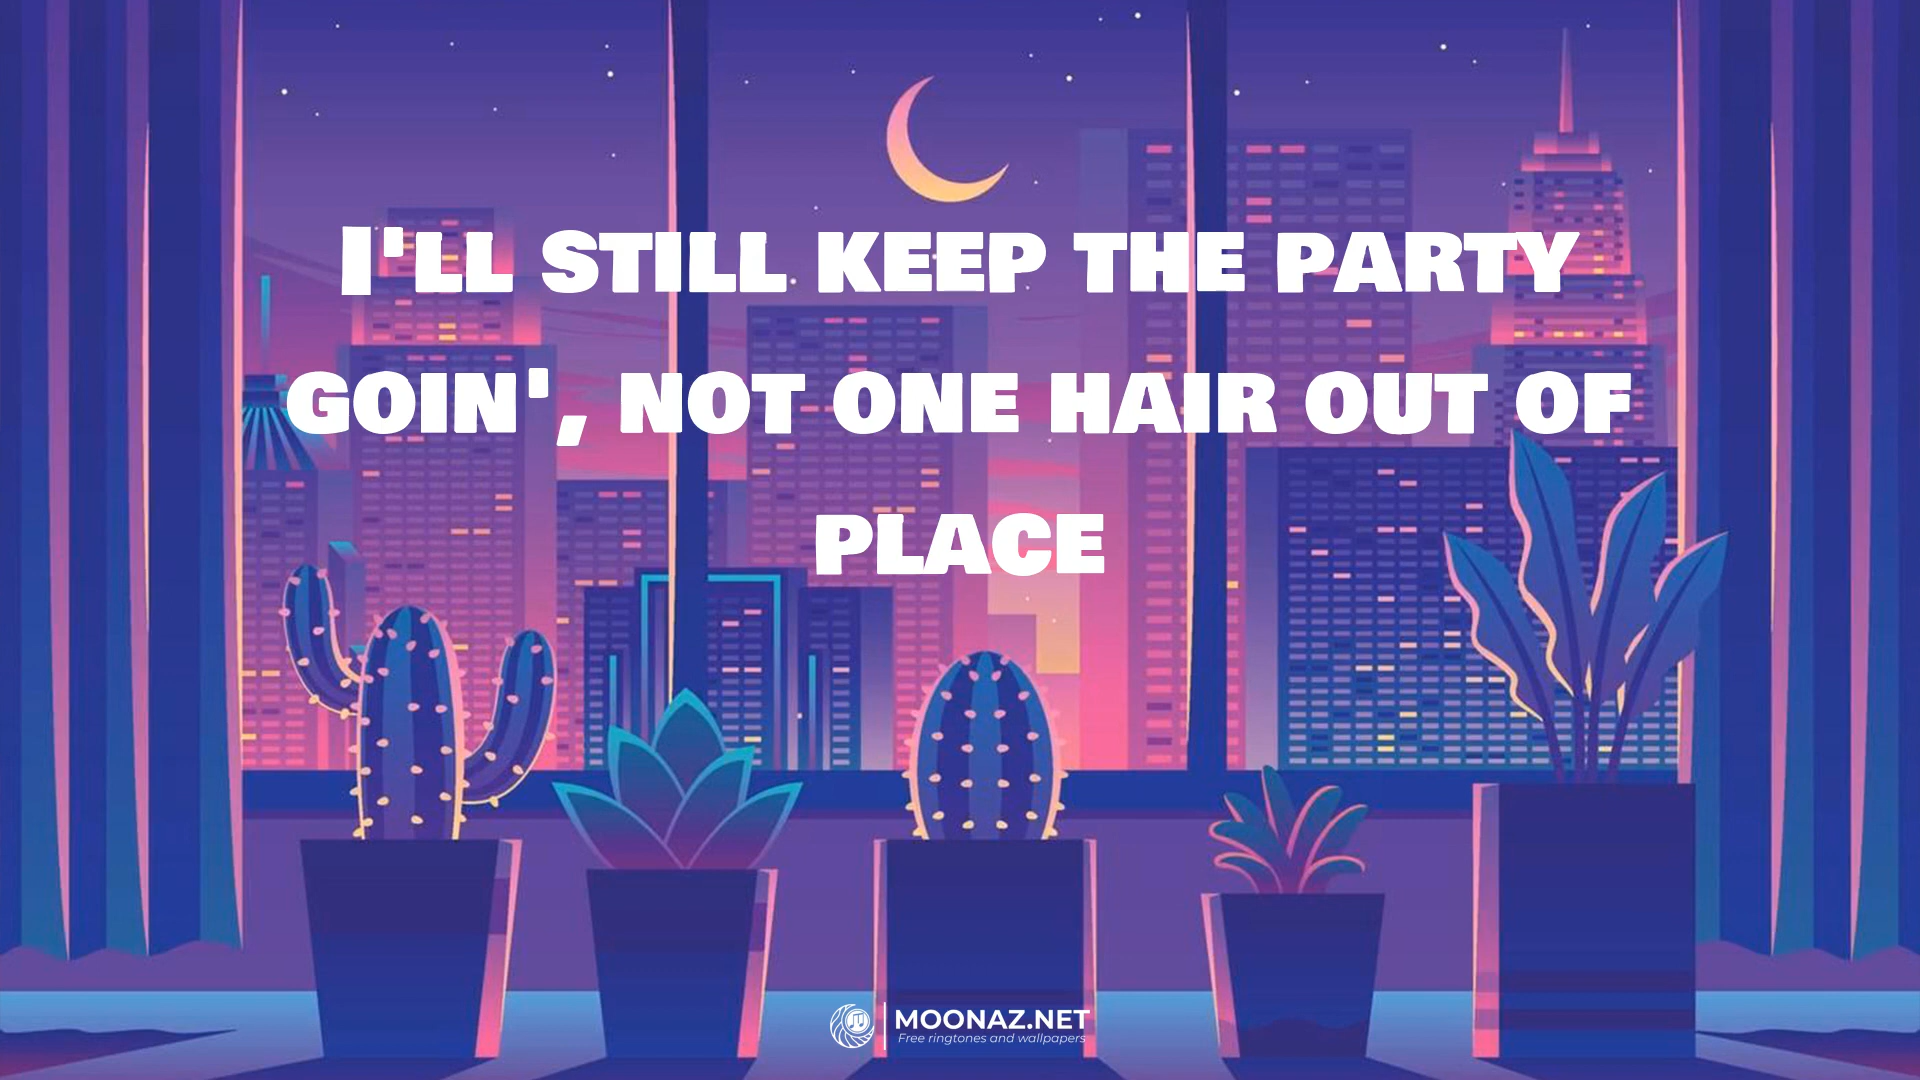 I'LL STILL KEEP THE PARTY
GOIN', NOT ONE HAIR OUT OF
PLACE
MOONAZ.NET
Free ringtones and wallpapers